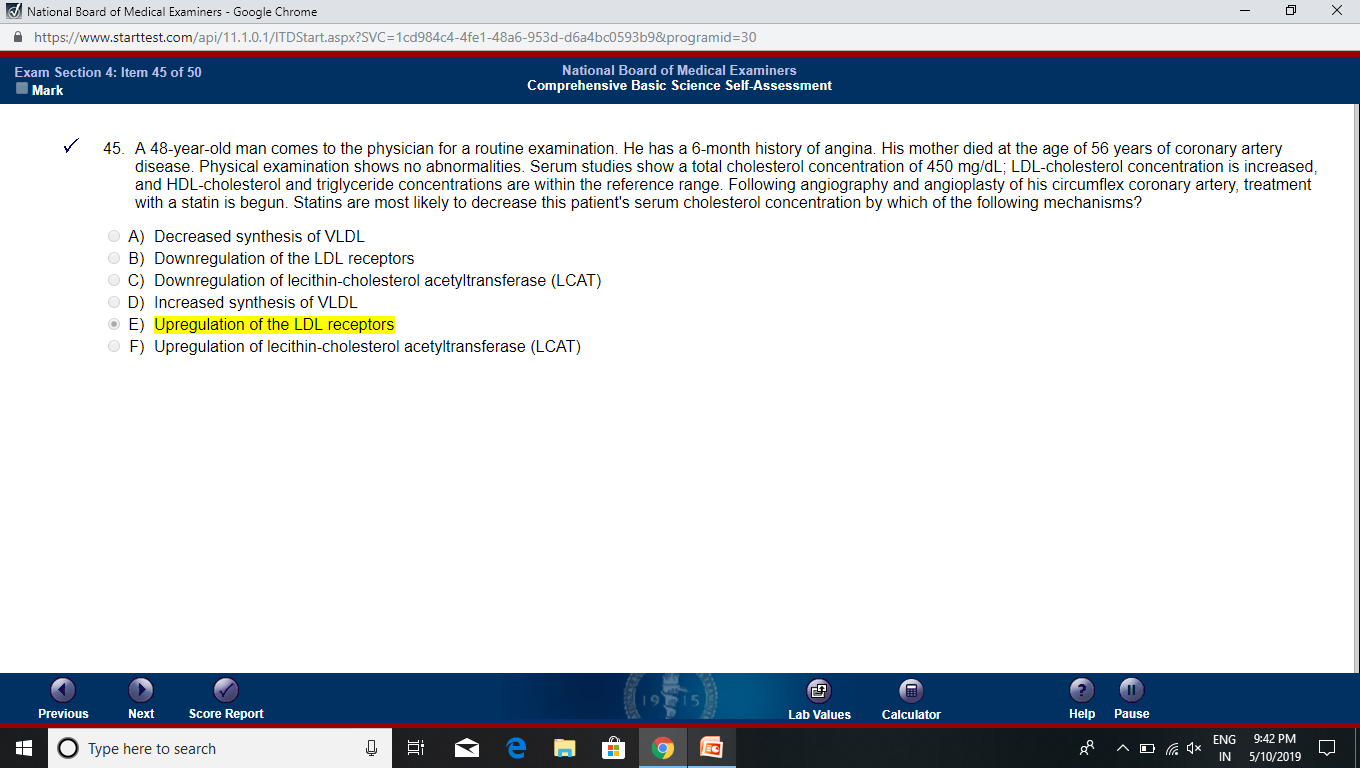 National Board of Medical Examiners - Google Chrome
https://www.starttest.com/api/11.1.0.1/ITDStart.aspx?SVC=1cd984c4-4fe1-48a6-953d-d6a4bc0593b9&programid=30
Exam Section 4: Item 45 of 50
Mark
National Board of Medical Examiners
Comprehensive Basic Science Self-Assessment
45. A 48-year-old man comes to the physician for a routine examination. He has a 6-month history of angina. His mother died at the age of 56 years of coronary artery
disease. Physical examination shows no abnormalities. Serum studies show a total cholesterol concentration of 450 mg/dL; LDL-cholesterol concentration is increased,
and HDL-cholesterol and triglyceride concentrations are within the reference range. Following angiography and angioplasty of his circumflex coronary artery, treatment
with a statin is begun. Statins are most likely to decrease this patient's serum cholesterol concentration by which of the following mechanisms?
A) Decreased synthesis of VLDL
B) Downregulation of the LDL receptors
C) Downregulation of lecithin-cholesterol acetyltransferase (LCAT)
D) Increased synthesis of VLDL
E) Upregulation of the LDL receptors
F) Upregulation of lecithin-cholesterol acetyltransferase (LCAT)
19 15
Previous
Next
Score Report
Lab Values
Calculator
Help
Pause
Type here to search
ENG
IN
9:42 PM
5/10/2019